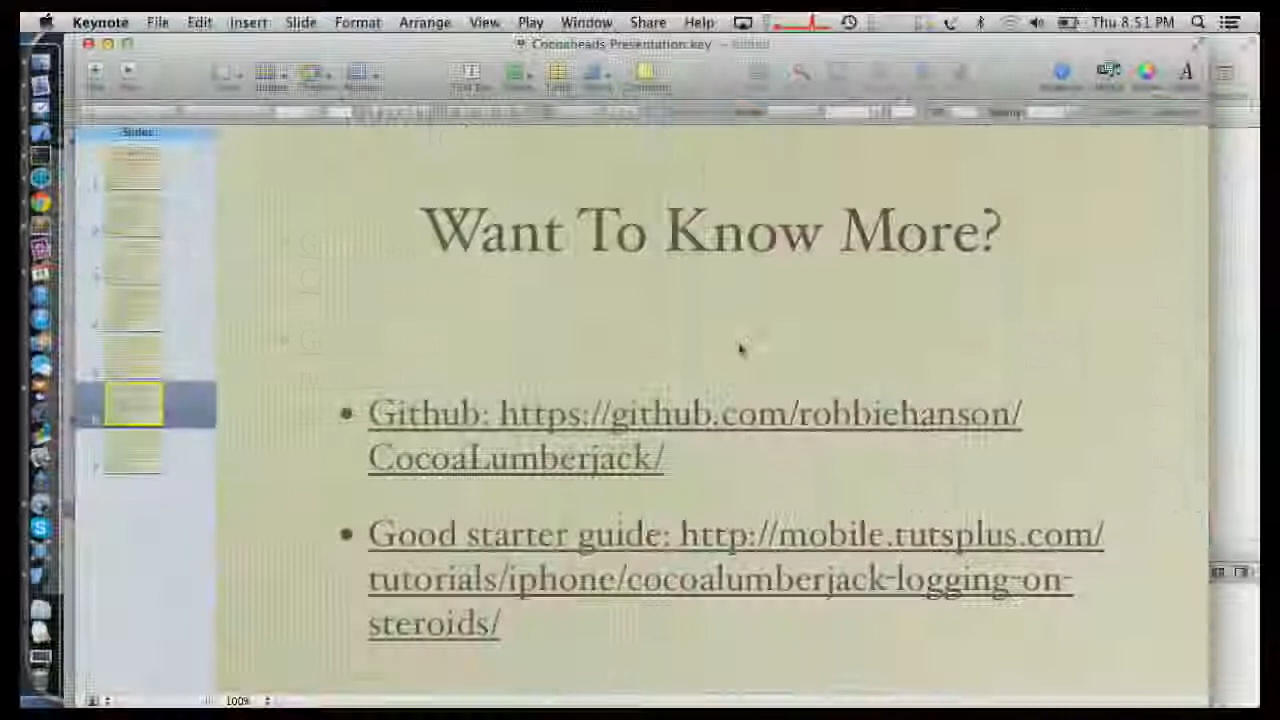 Keynote File Edit Insert Slide Format Arrange View Play Window Share Help Thu 8:51 PM
Cocoaheads Presentation.key — Edited
Slides
Want To Know More?
• Github: https://github.com/robbiehanson/
CocoaLumberjack/
• Good starter guide: http://mobile.tutsplus.com/
tutorials/iphone/cocoalumberjack-logging-on-
steroids/
100%